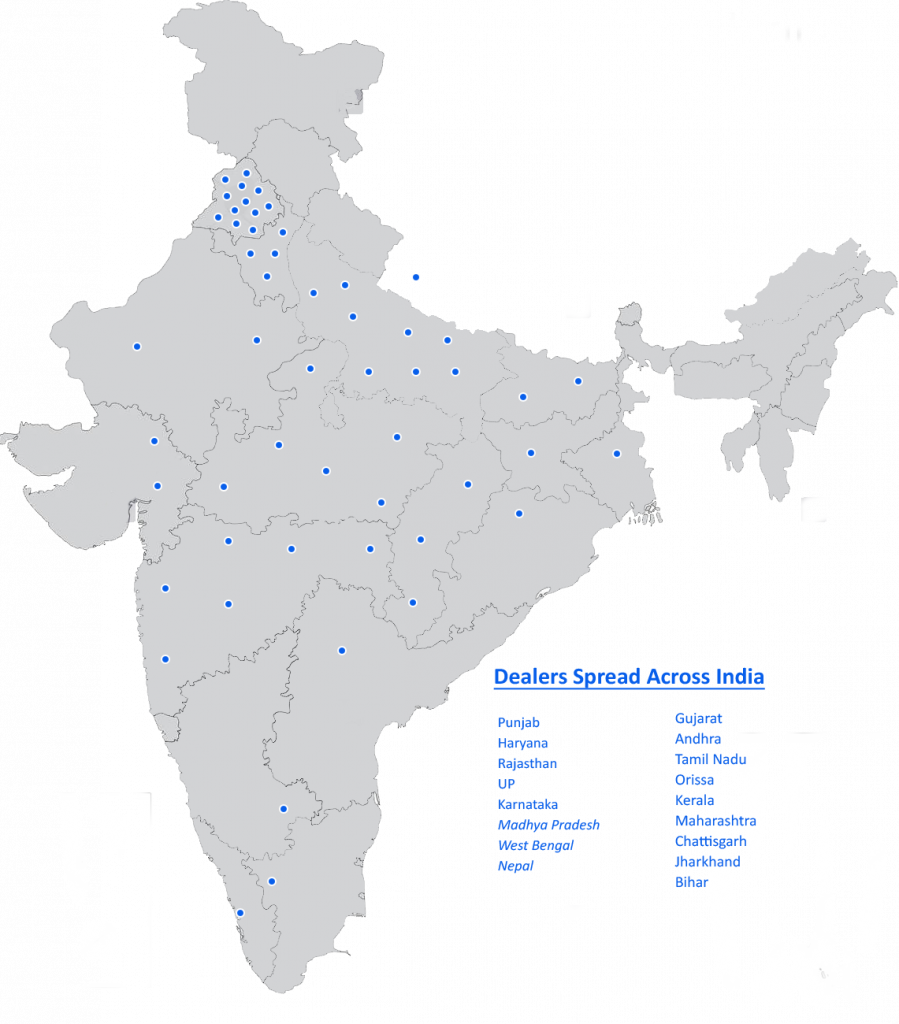 Dealers Spread Across India
Punjab
Haryana
Rajasthan
UP
Karnataka
Madhya Pradesh
West Bengal
Nepal
Gujarat
Andhra
Tamil Nadu
Orissa
Kerala
Maharashtra
Chattisgarh
Jharkhand
Bihar